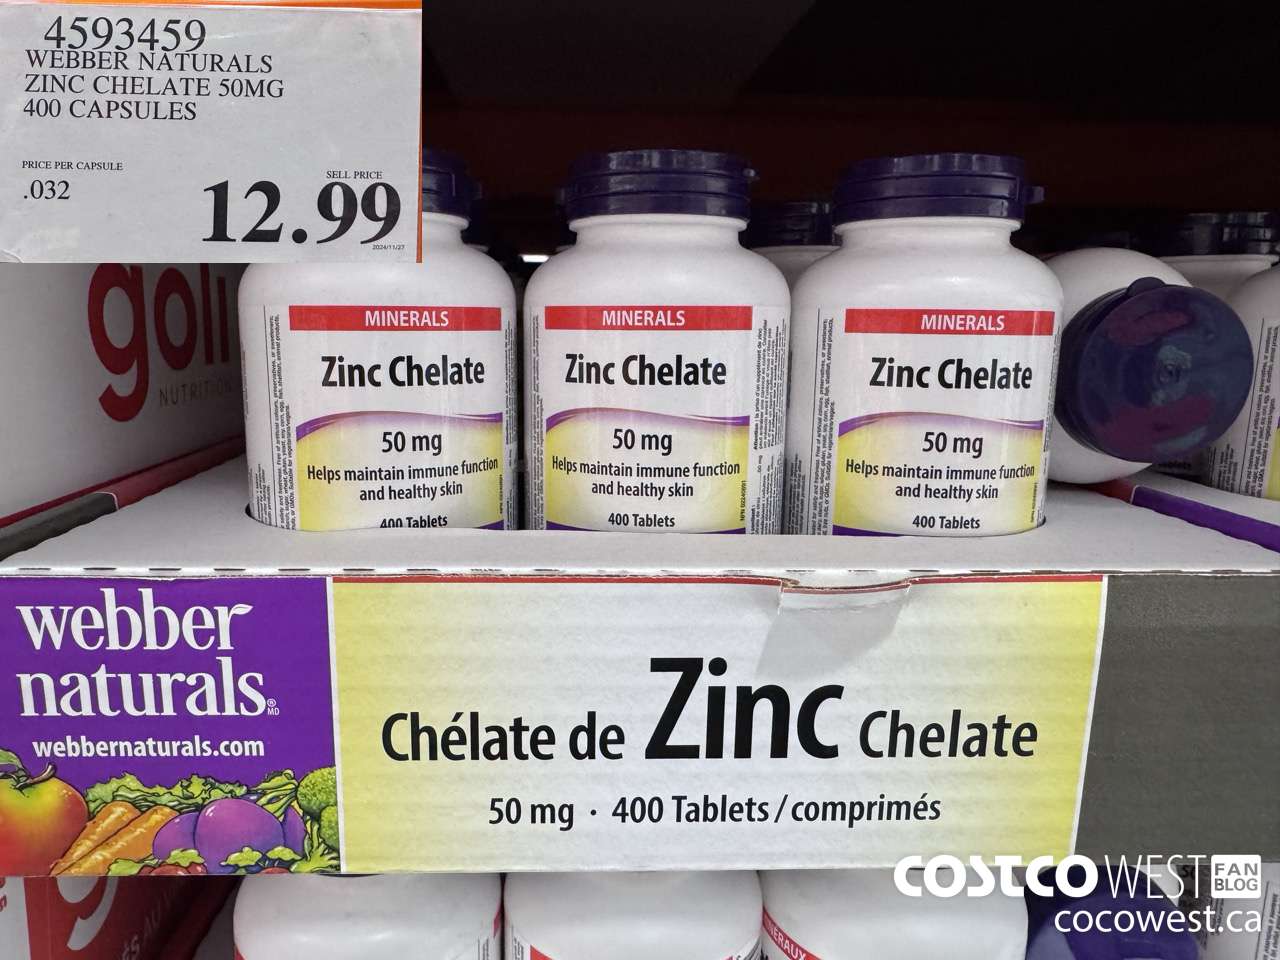 4593459
WEBBER NATURALS
ZINC CHELATE 50MG
400 CAPSULES
PRICE PER CAPSULE
.032
SELL PRICE
12.99
2024/11/27
goli
NUTRITION
MINERALS
Zinc Chelate
50 mg
Helps maintain immune function
and healthy skin
400 Tablets
MINERALS
Zinc Chelate
50 mg
Helps maintain immune function
and healthy skin
400 Tablets
MINERALS
Zinc Chelate
50 mg
Helps maintain immune function
and healthy skin
400 Tablets
webber
naturals®
MD
webbernaturals.com
Chélate de Zinc Chelate
50 mg · 400 Tablets/comprimés
COSTCO WEST FAN BLOG
cocowest.ca